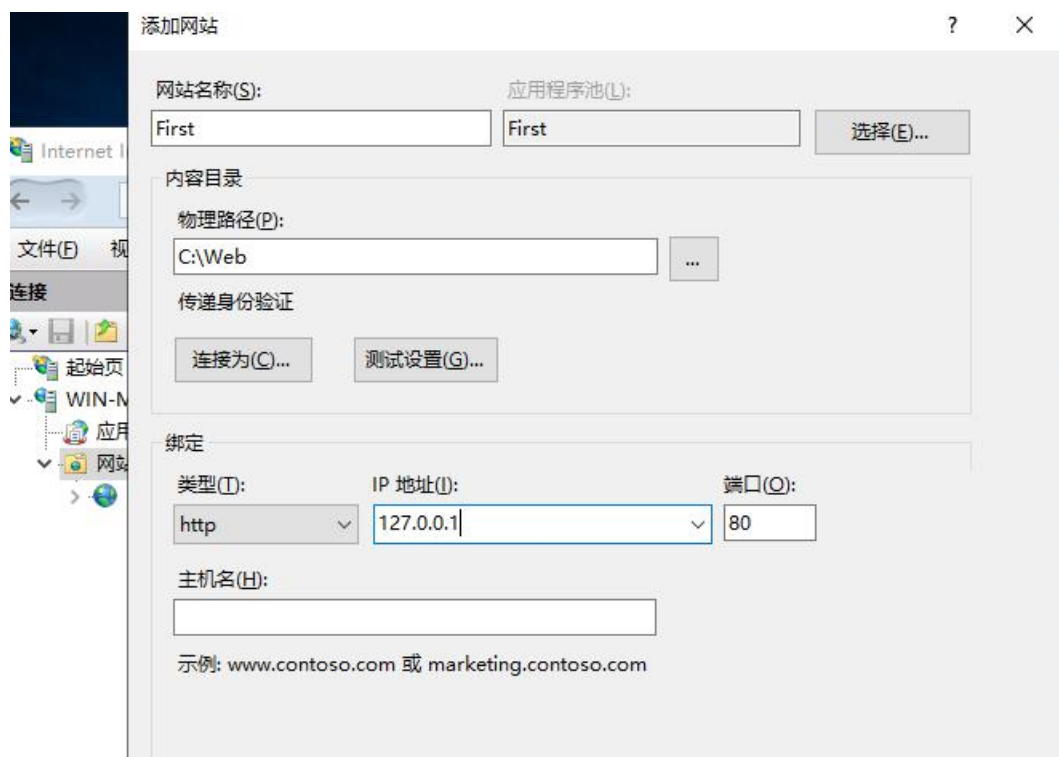 添加网站 ?
网站名称(S): 应用程序池(L):
First First 选择(E)...
Internet I
内容目录
物理路径(P):
文件(F) 视
C:\Web ...
连接
传递身份验证
连接为(C)... 测试设置(G)...
起始页
WIN-M
应用
绑定
网站
类型(T): IP 地址(I): 端口(O):
http 127.0.0.1 80
主机名(H):
示例: www.contoso.com 或 marketing.contoso.com